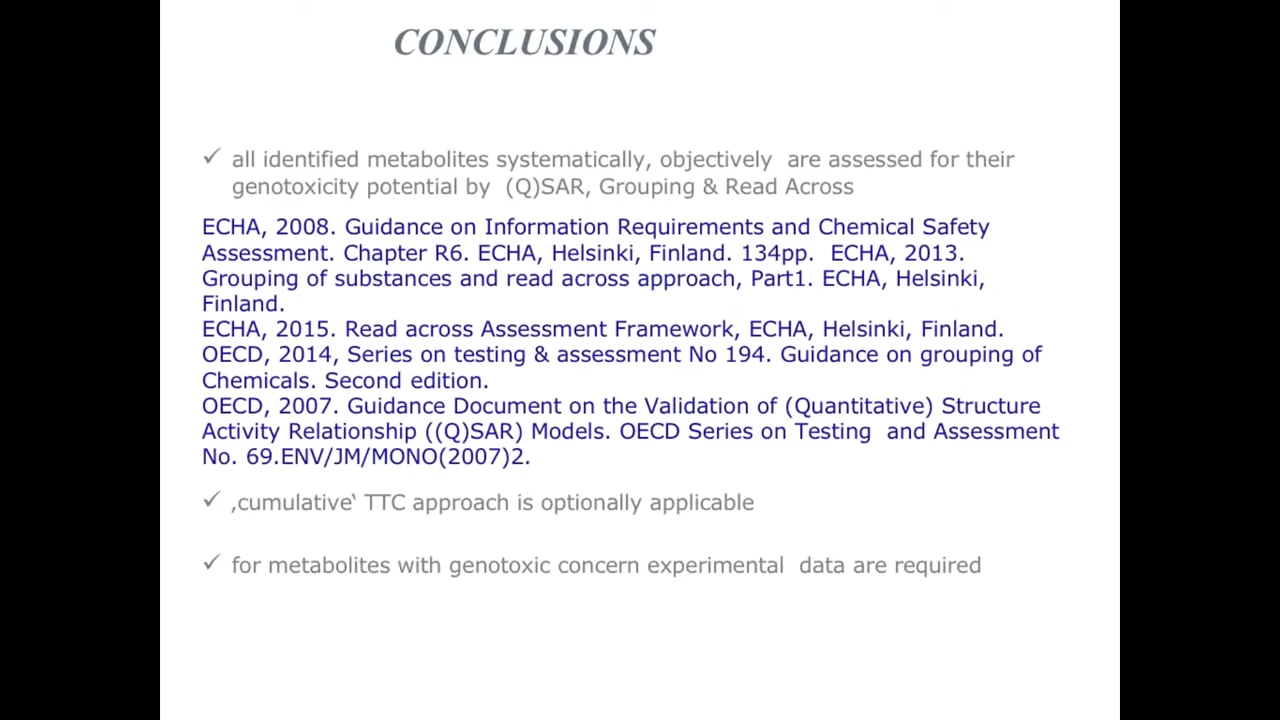 CONCLUSIONS
✓ all identified metabolites systematically, objectively  are assessed for their
genotoxicity potential by  (Q)SAR, Grouping & Read Across
ECHA, 2008. Guidance on Information Requirements and Chemical Safety
Assessment. Chapter R6. ECHA, Helsinki, Finland. 134pp.  ECHA, 2013.
Grouping of substances and read across approach, Part1. ECHA, Helsinki,
Finland.
ECHA, 2015. Read across Assessment Framework, ECHA, Helsinki, Finland.
OECD, 2014, Series on testing & assessment No 194. Guidance on grouping of
Chemicals. Second edition.
OECD, 2007. Guidance Document on the Validation of (Quantitative) Structure
Activity Relationship ((Q)SAR) Models. OECD Series on Testing  and Assessment
No. 69.ENV/JM/MONO(2007)2.
✓ ‚cumulative‛ TTC approach is optionally applicable
✓ for metabolites with genotoxic concern experimental  data are required